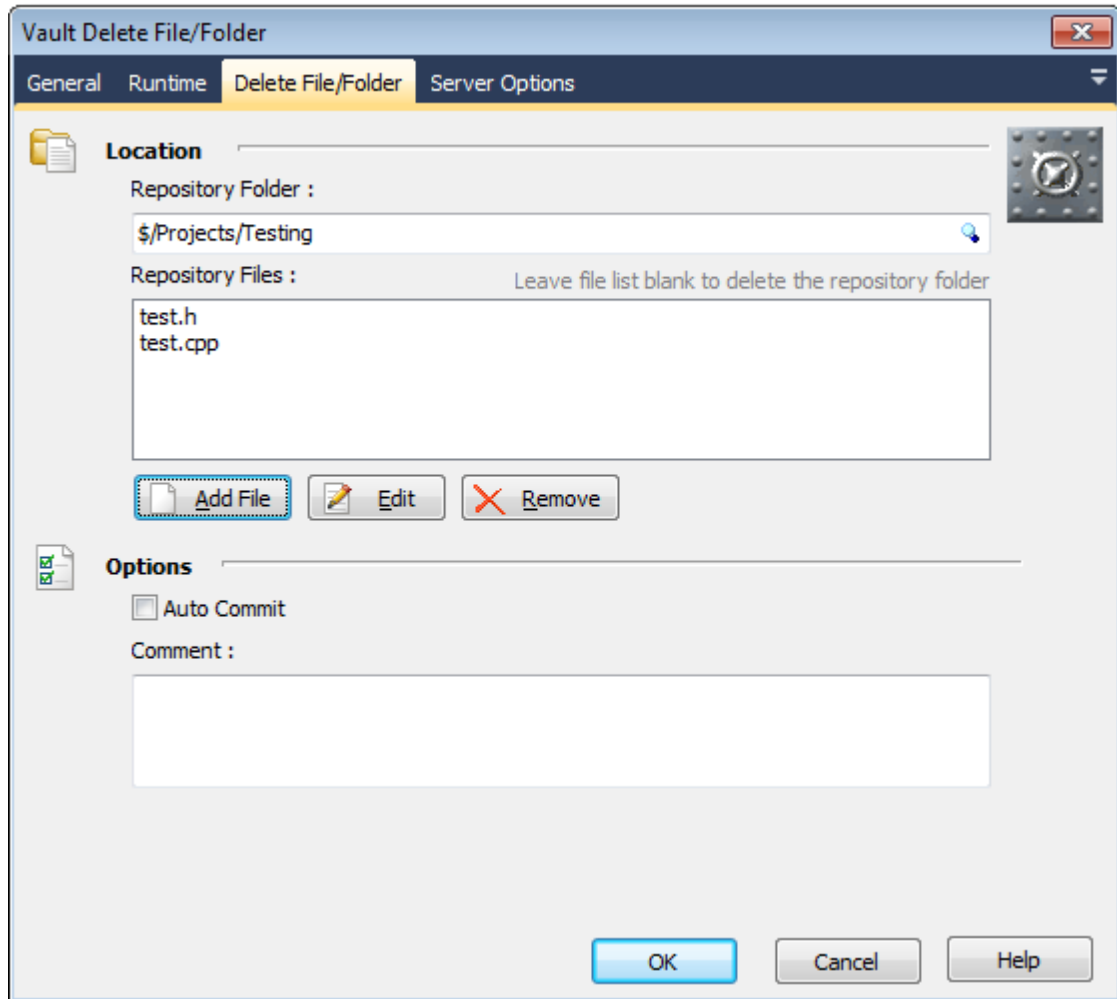 Vault Delete File/Folder
General Runtime Delete File/Folder Server Options
Location
Repository Folder :
$/Projects/Testing
Repository Files : Leave file list blank to delete the repository folder
test.h
test.cpp
Add File Edit Remove
Options
Auto Commit
Comment :
OK Cancel Help